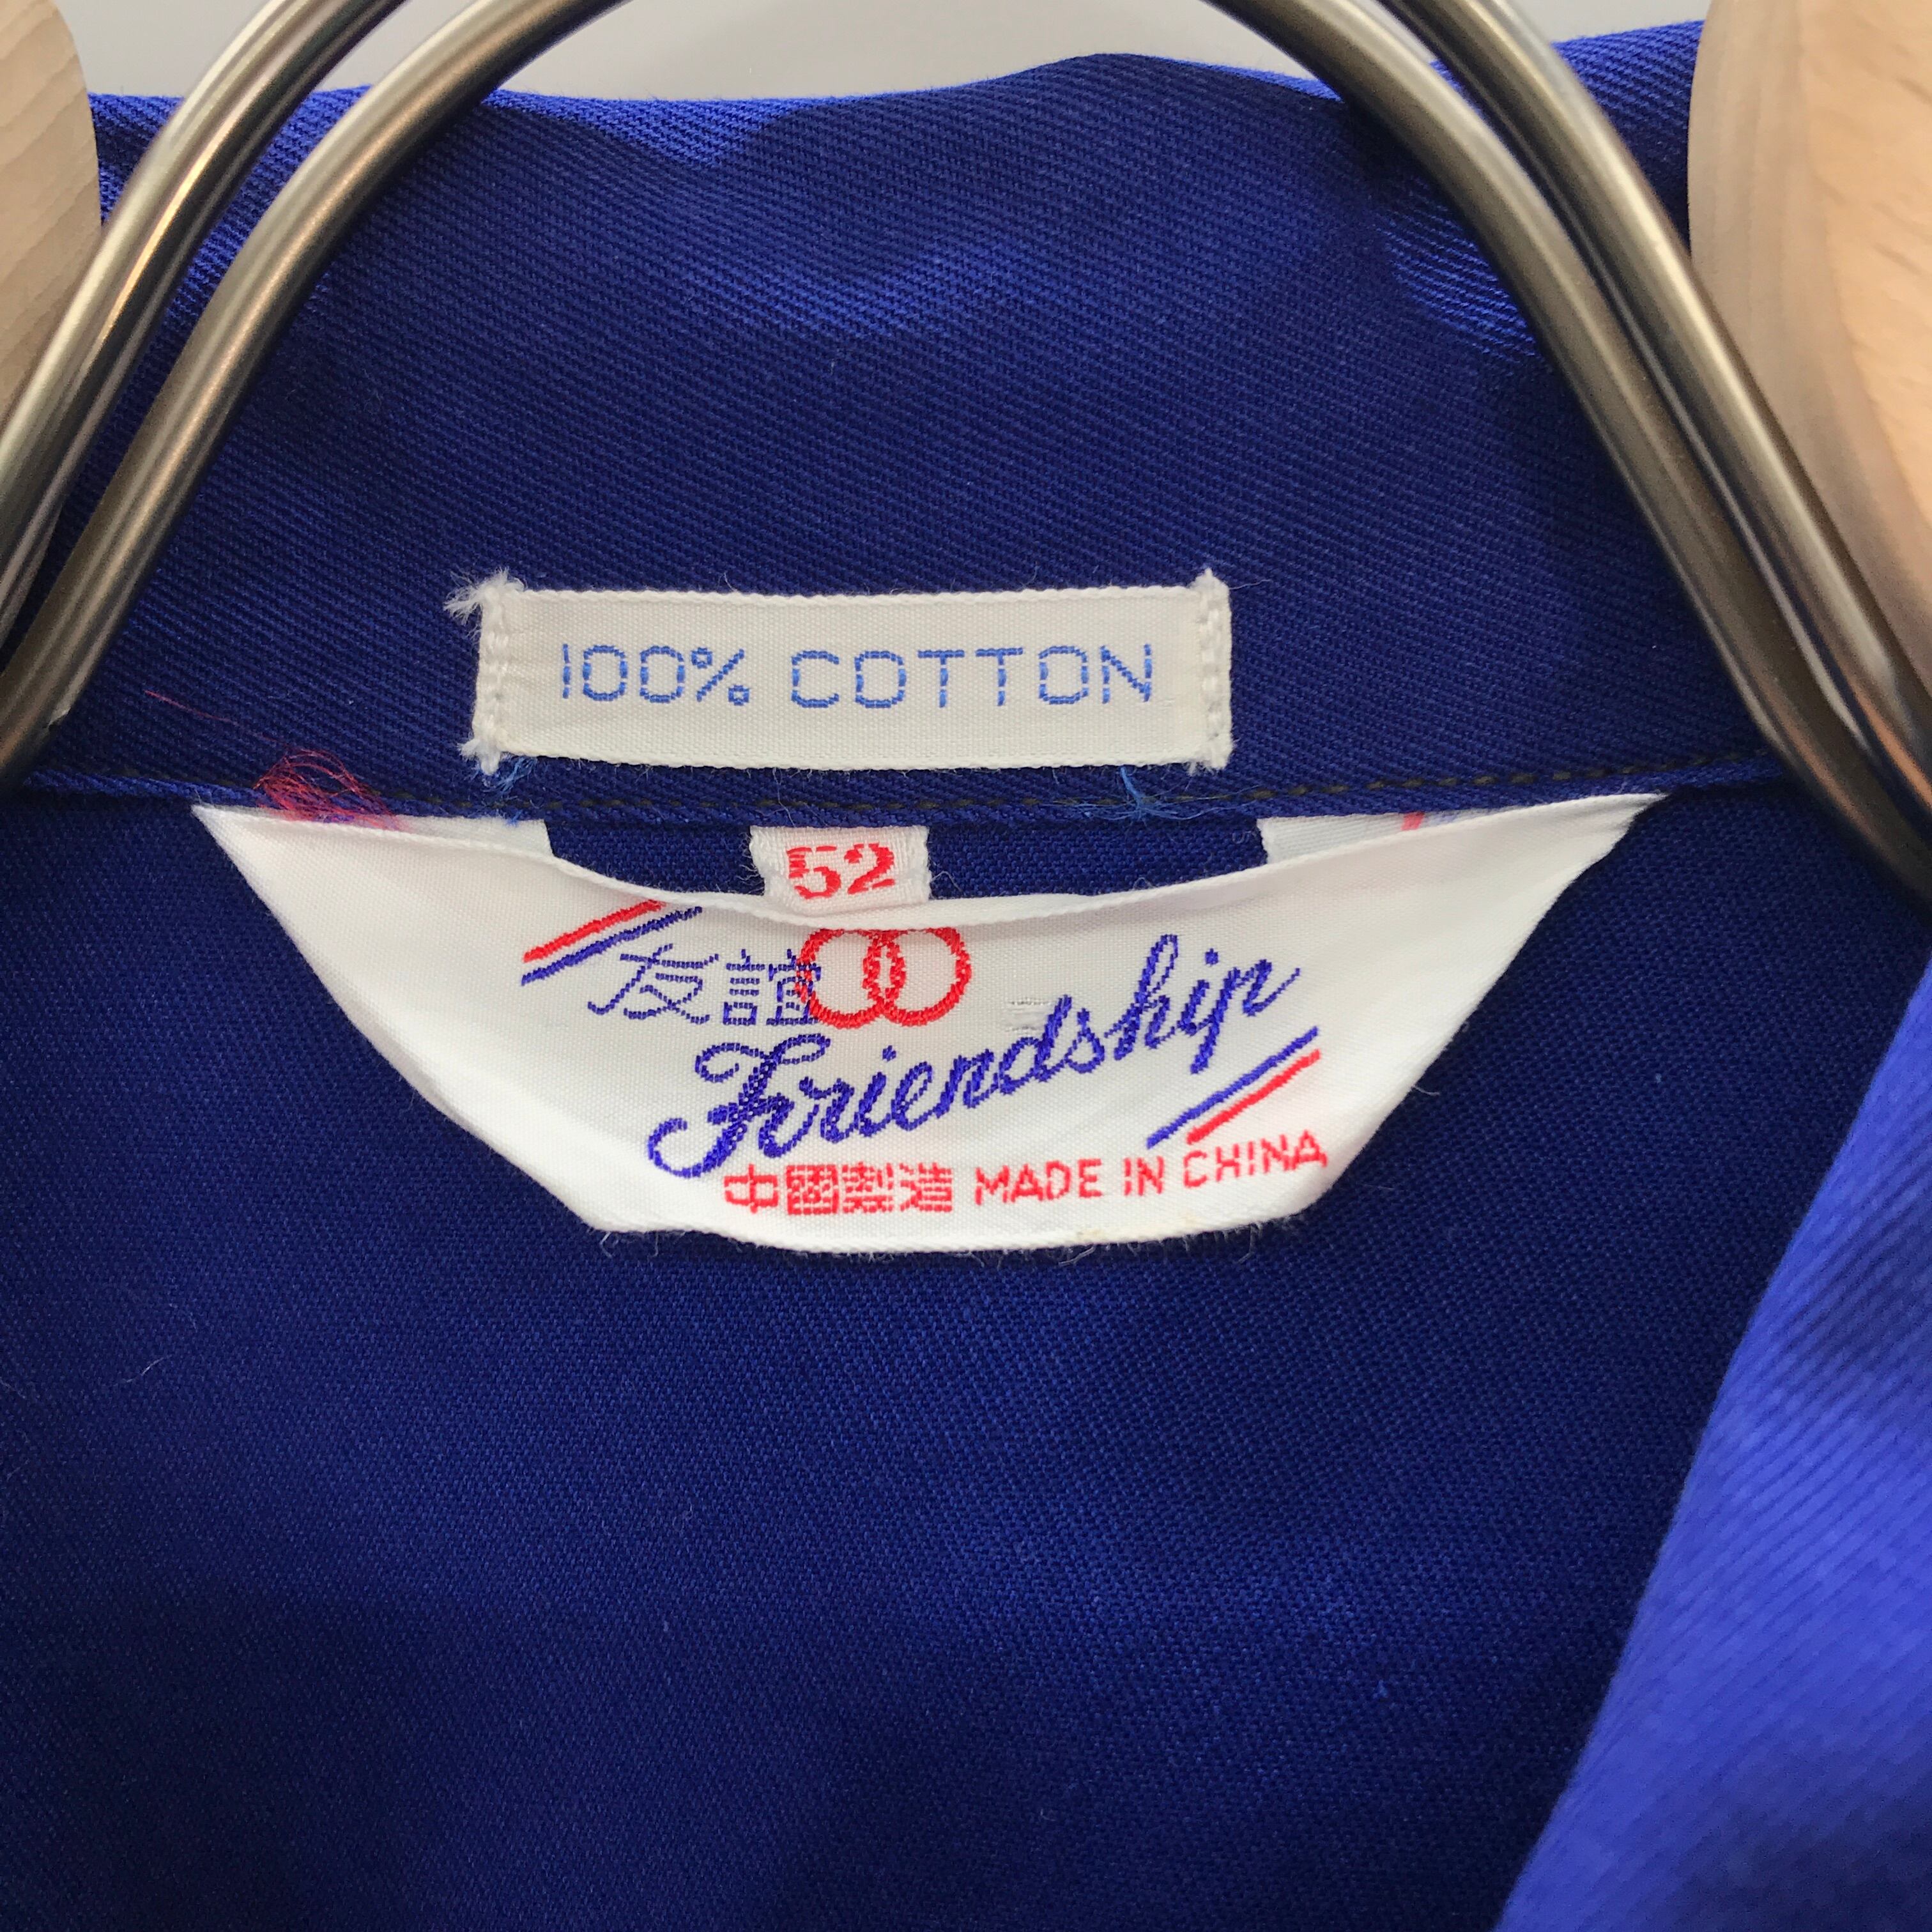 100% COTTON
52
友誼
Friendship
中國製造 MADE IN CHINA